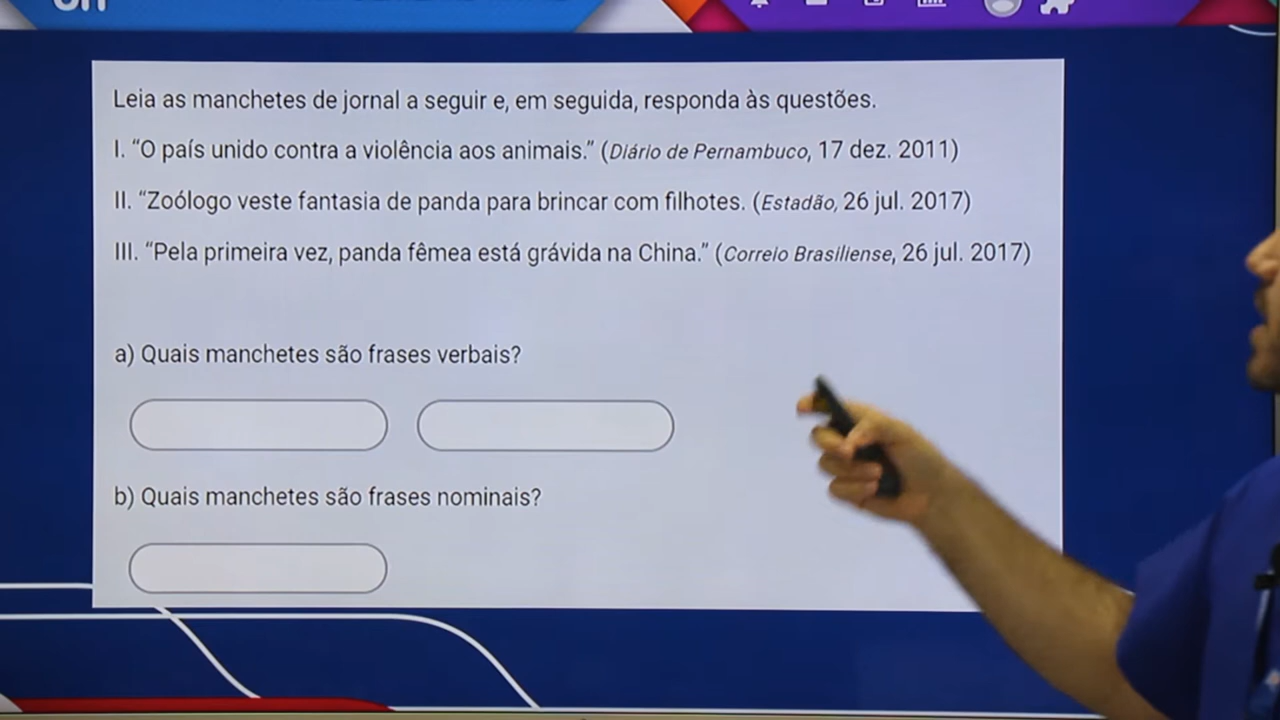 Leia as manchetes de jornal a seguir e, em seguida, responda às questões.
I. “O país unido contra a violência aos animais.” (Diário de Pernambuco, 17 dez. 2011)
II. “Zoólogo veste fantasia de panda para brincar com filhotes. (Estadão, 26 jul. 2017)
III. “Pela primeira vez, panda fêmea está grávida na China.” (Correio Brasiliense, 26 jul. 2017)
a) Quais manchetes são frases verbais?
b) Quais manchetes são frases nominais?